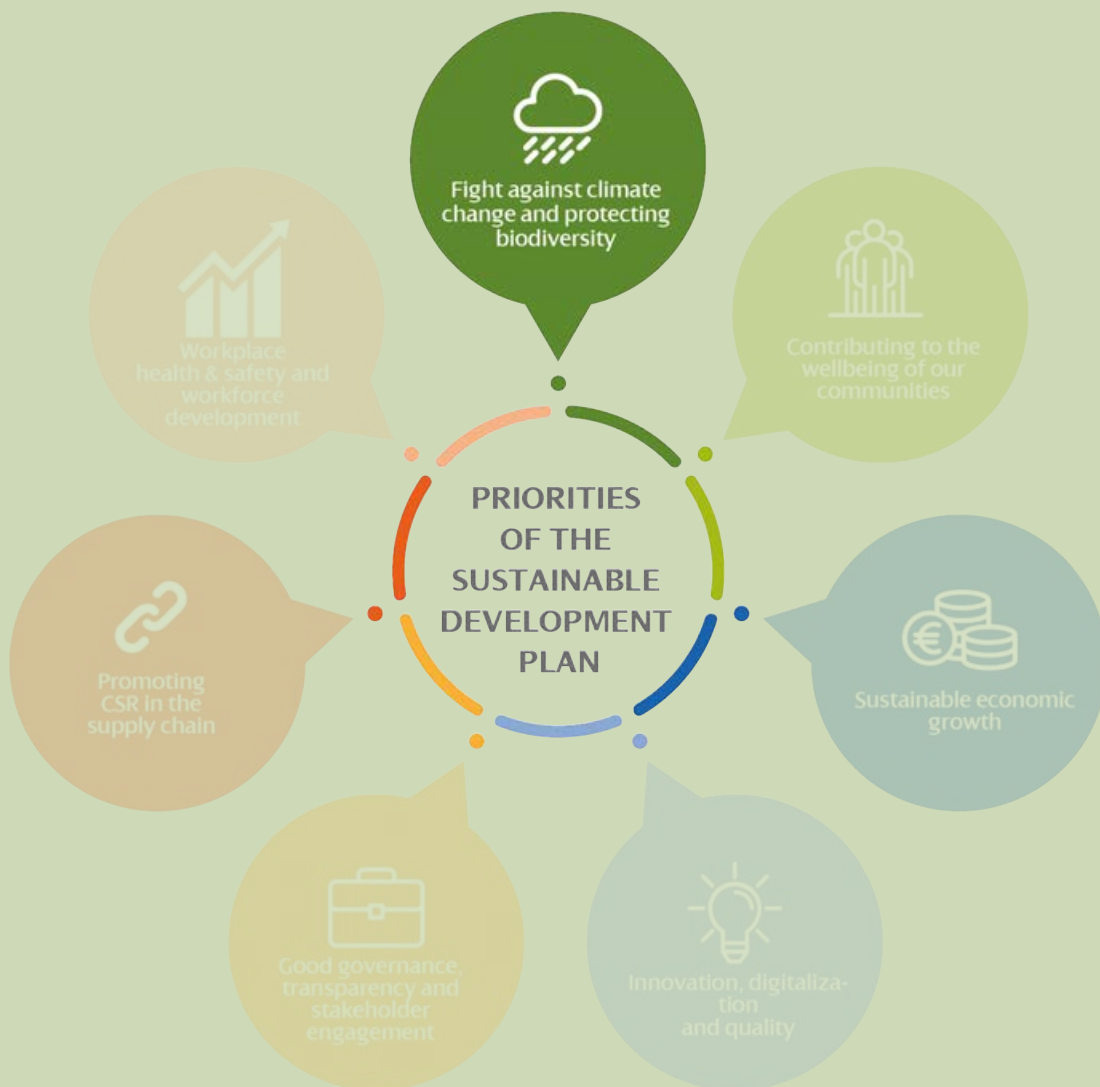 Fight against climate
change and protecting
biodiversity
Contributing to the
wellbeing of our
communities
Sustainable economic
growth
Innovation, digitaliza-
tion
and quality
Good governance,
transparency and
stakeholder
engagement
Promoting
CSR in the
supply chain
Workplace
health & safety and
workforce
development
PRIORITIES
OF THE
SUSTAINABLE
DEVELOPMENT
PLAN
€